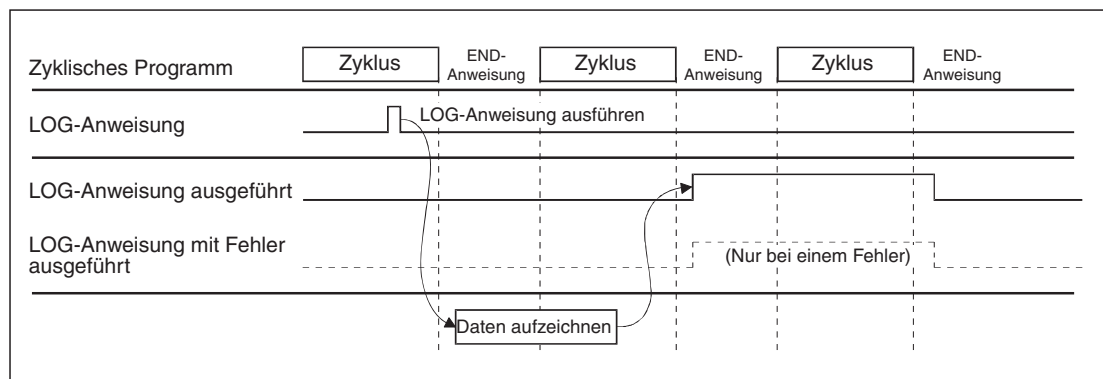 Zyklisches Programm
Zyklus
END-
Anweisung
Zyklus
END-
Anweisung
Zyklus
END-
Anweisung
LOG-Anweisung
LOG-Anweisung ausführen
LOG-Anweisung ausgeführt
LOG-Anweisung mit Fehler
ausgeführt
(Nur bei einem Fehler)
Daten aufzeichnen